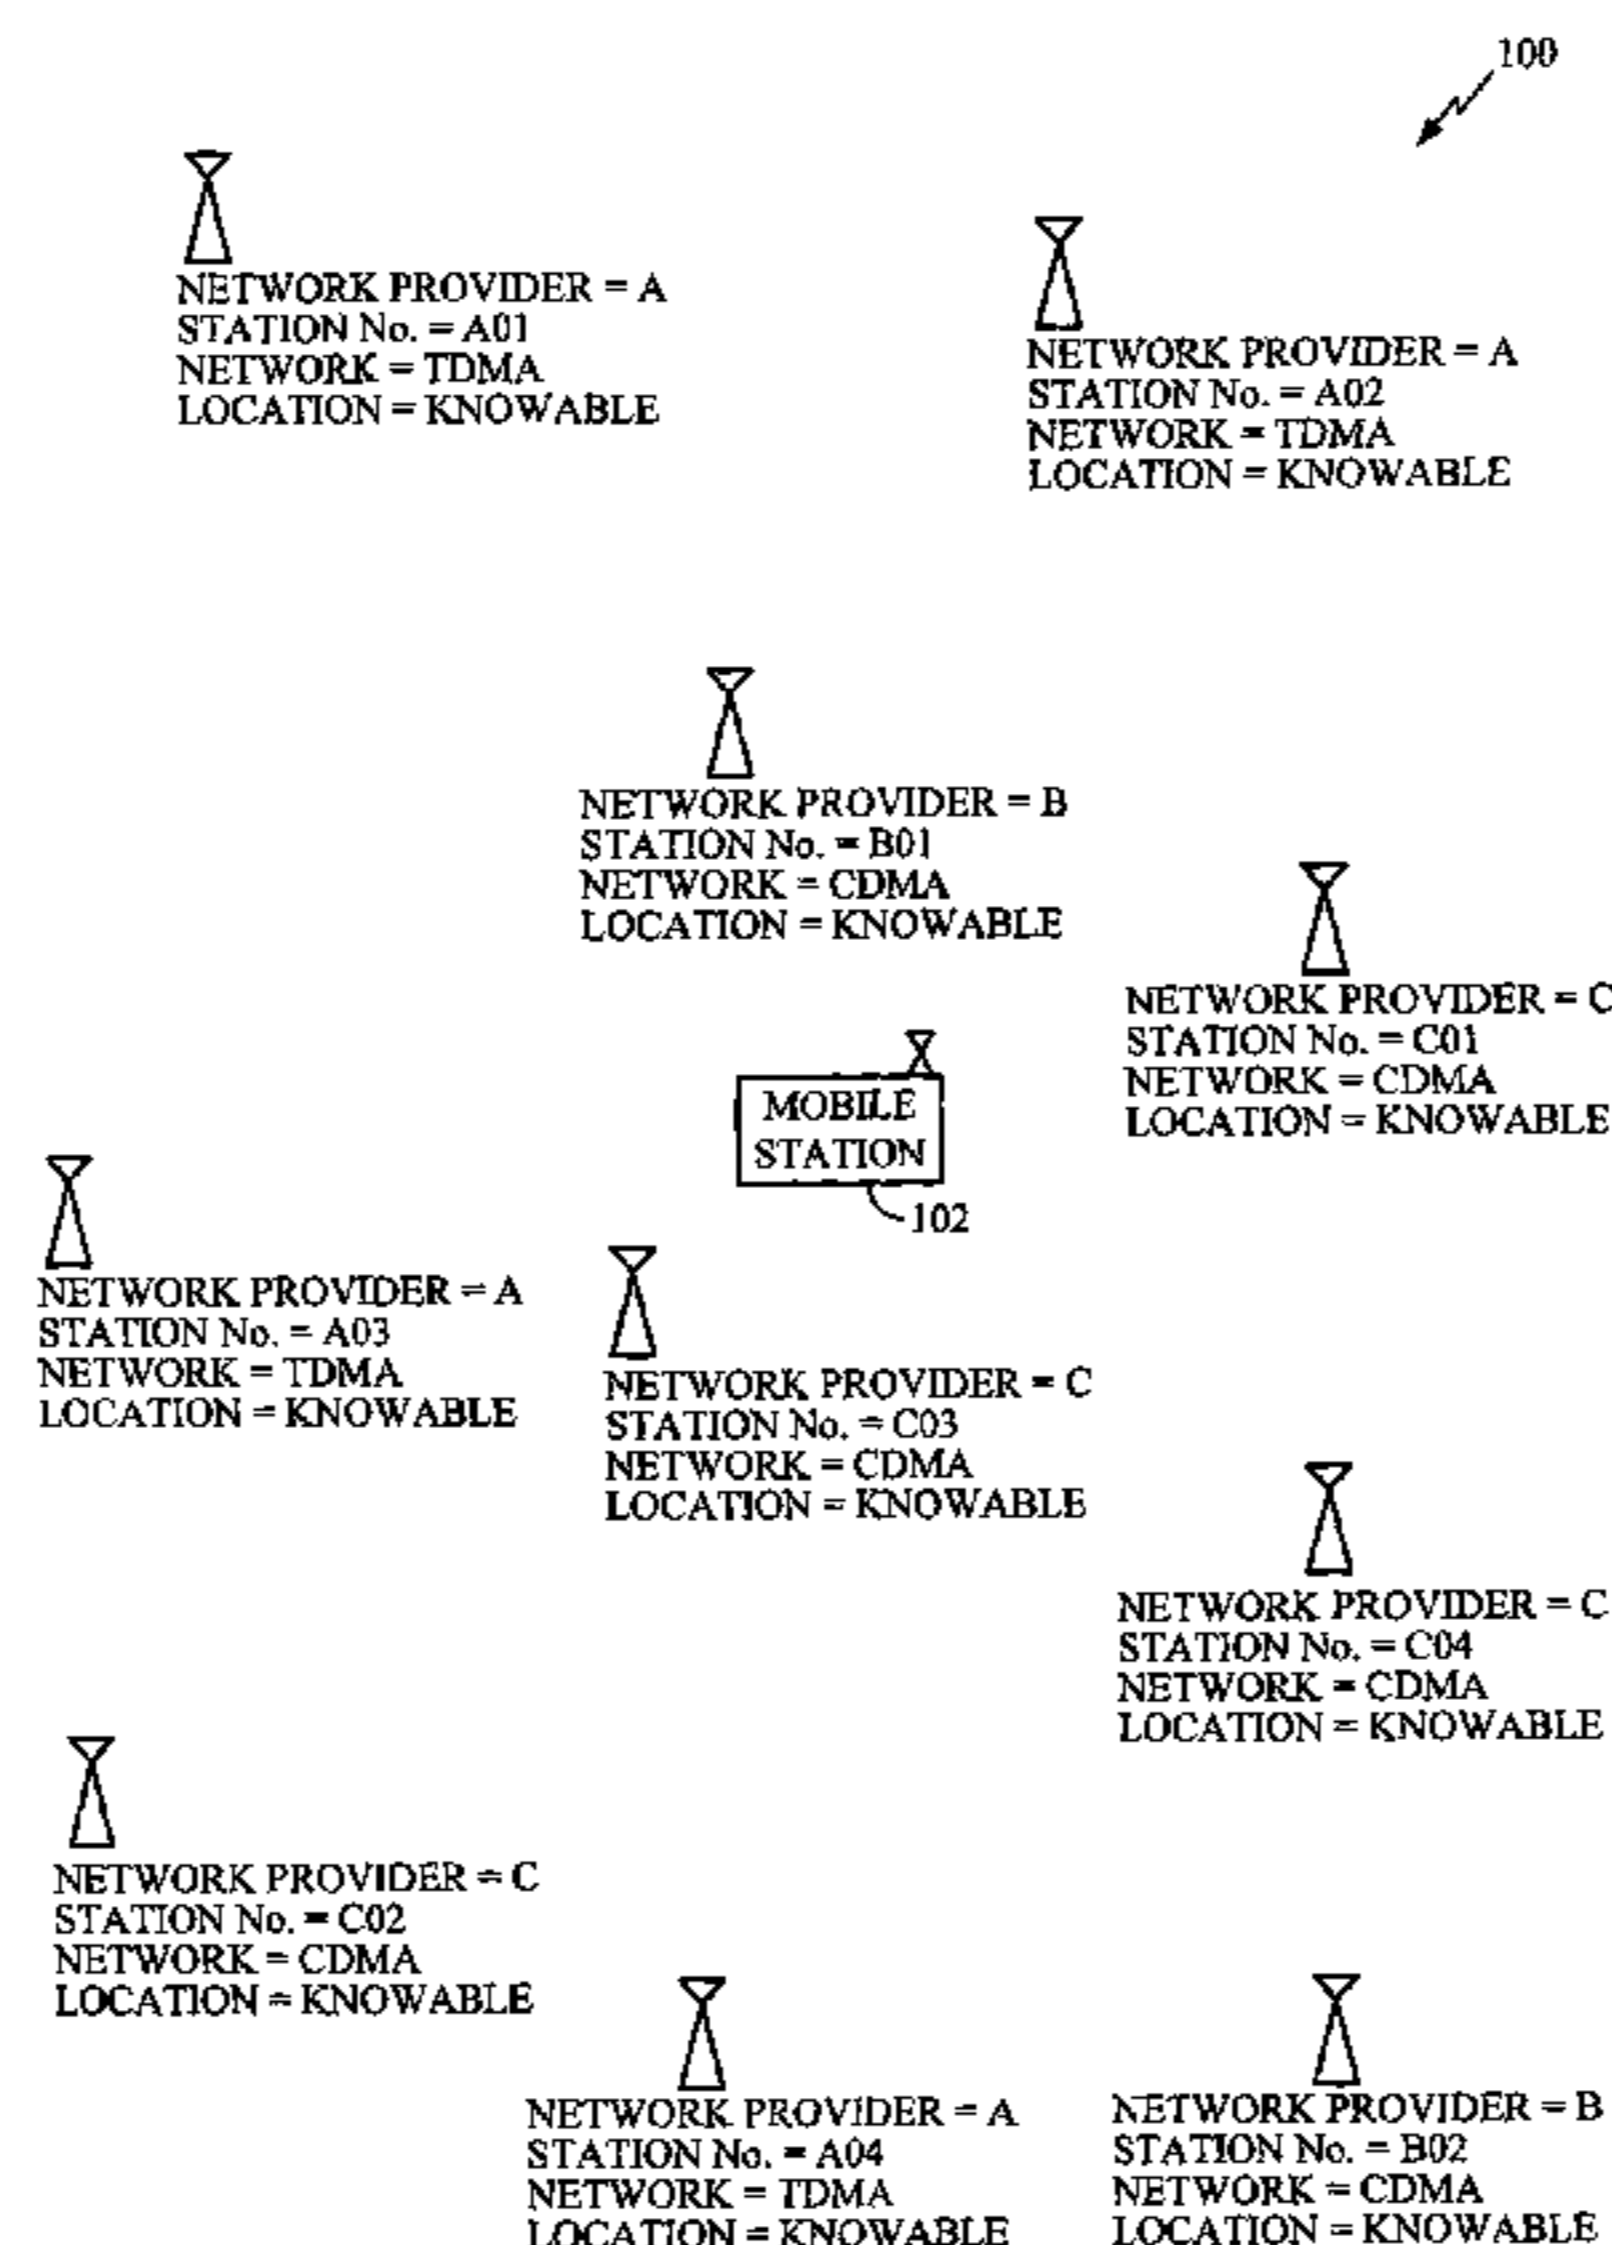 100
NETWORK PROVIDER = A
STATION No. = A01
NETWORK = TDMA
LOCATION = KNOWABLE
NETWORK PROVIDER = A
STATION No. = A02
NETWORK = TDMA
LOCATION = KNOWABLE
NETWORK PROVIDER = B
STATION No. = B01
NETWORK = CDMA
LOCATION = KNOWABLE
NETWORK PROVIDER = C
STATION No. = C01
NETWORK = CDMA
LOCATION = KNOWABLE
MOBILE
STATION
102
NETWORK PROVIDER = A
STATION No. = A03
NETWORK = TDMA
LOCATION = KNOWABLE
NETWORK PROVIDER = C
STATION No. = C03
NETWORK = CDMA
LOCATION = KNOWABLE
NETWORK PROVIDER = C
STATION No. = C04
NETWORK = CDMA
LOCATION = KNOWABLE
NETWORK PROVIDER = C
STATION No. = C02
NETWORK = CDMA
LOCATION = KNOWABLE
NETWORK PROVIDER = A
STATION No. = A04
NETWORK = TDMA
LOCATION = KNOWABLE
NETWORK PROVIDER = B
STATION No. = B02
NETWORK = CDMA
LOCATION = KNOWABLE